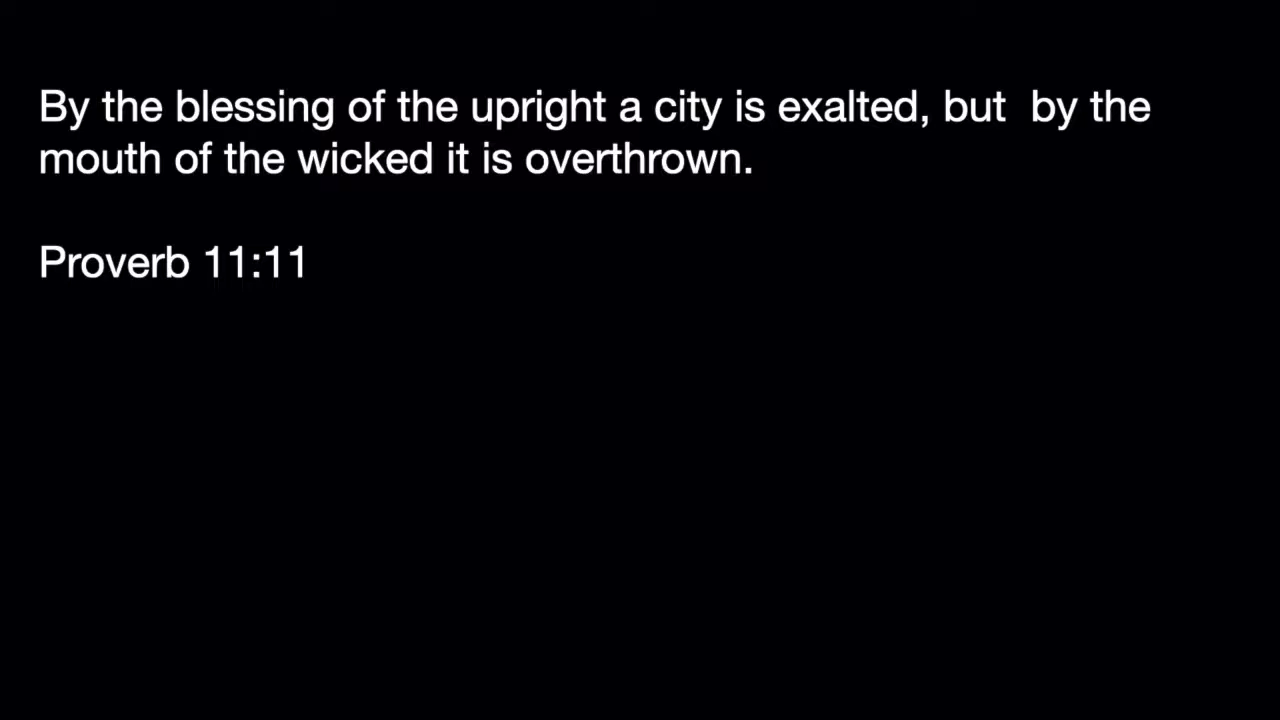 By the blessing of the upright a city is exalted, but  by the
mouth of the wicked it is overthrown.
Proverb 11:11